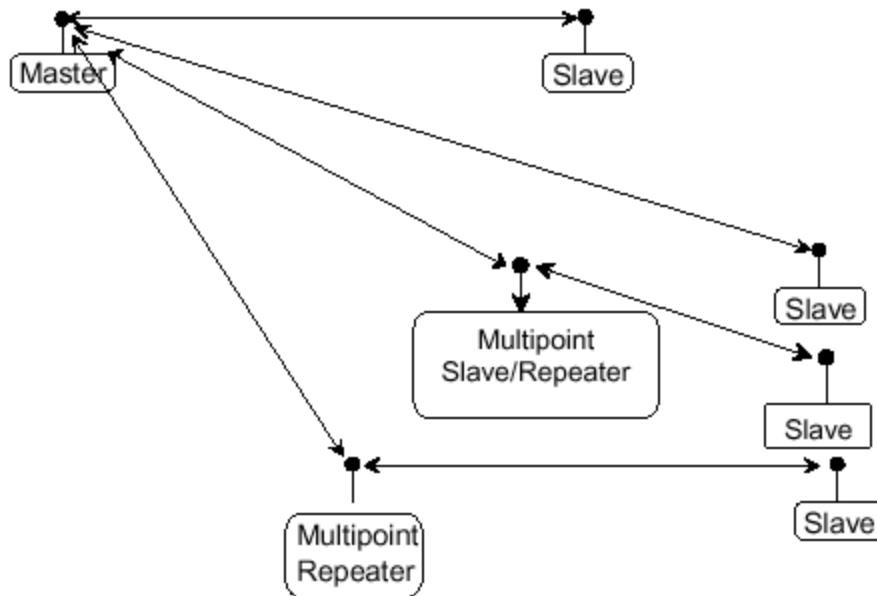 Master
Slave
Slave
Multipoint
Slave/Repeater
Slave
Slave
Multipoint
Repeater